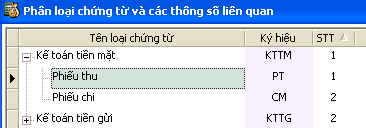 Phân loại chứng từ và các thông số liên quan
Tên loại chứng từ Ký hiệu STT
Kế toán tiền mặt KTTM 1
Phiếu thu PT 1
Phiếu chi CM 2
Kế toán tiền gửi KTTG 2